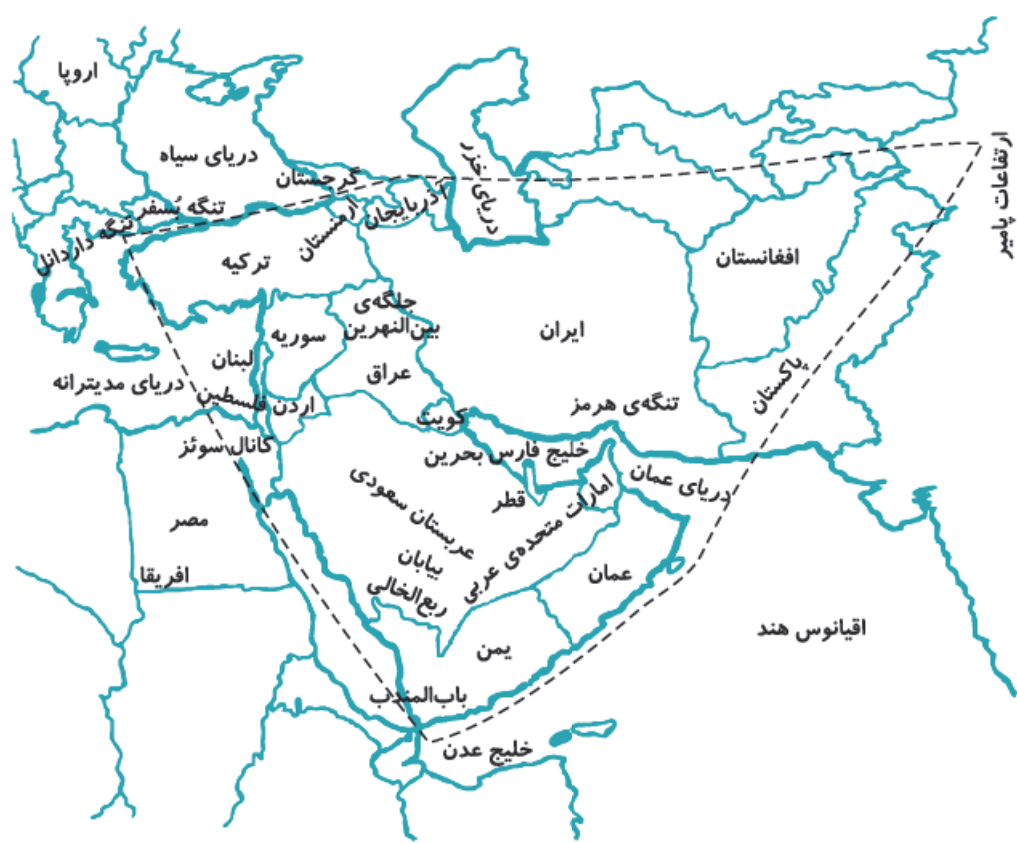 اروپا
دریای سیاه
گرجستان
دریای خزر
ارتفاعات پامیر
تنگه بُسفر
تنگه داردانل
ارمنستان
آذربایجان
ترکیه
افغانستان
جلگه‌ی
بین‌النهرین
سوریه
ایران
لبنان
عراق
دریای مدیترانه
پاکستان
فلسطین
اردن
کویت
تنگه‌ی هرمز
کانال سوئز
خلیج فارس
بحرین
دریای عمان
قطر
عربستان سعودی
امارات متحده‌ی عربی
مصر
بیابان
ربع‌الخالی
افریقا
عمان
اقیانوس هند
یمن
باب‌المندب
خلیج عدن